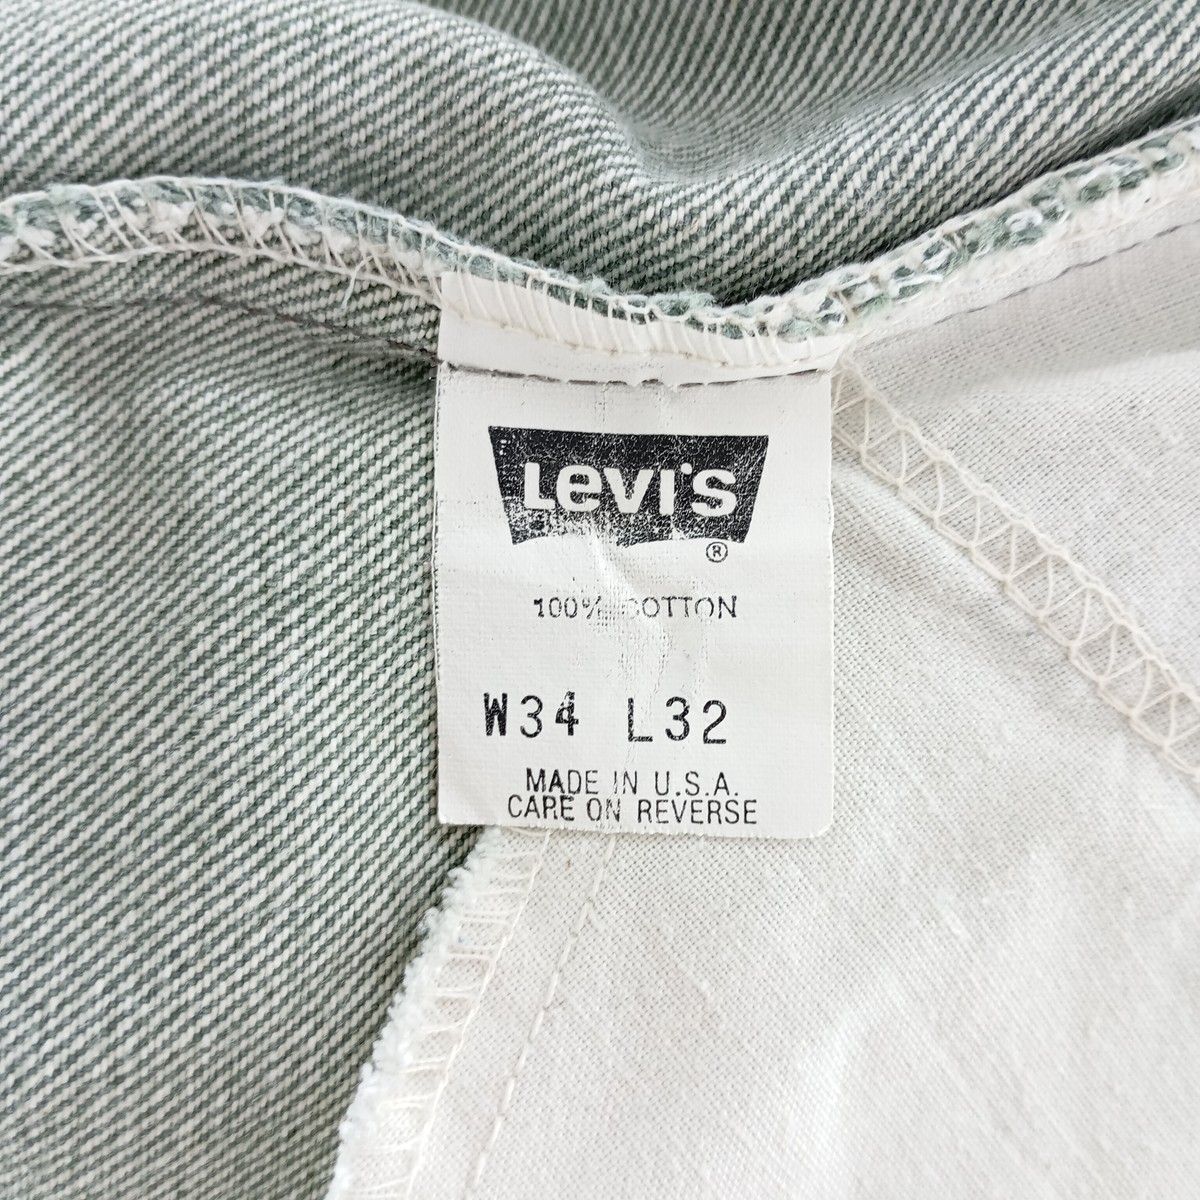 Levi's
®
100% COTTON
W34 L32
MADE IN U.S.A.
CARE ON REVERSE